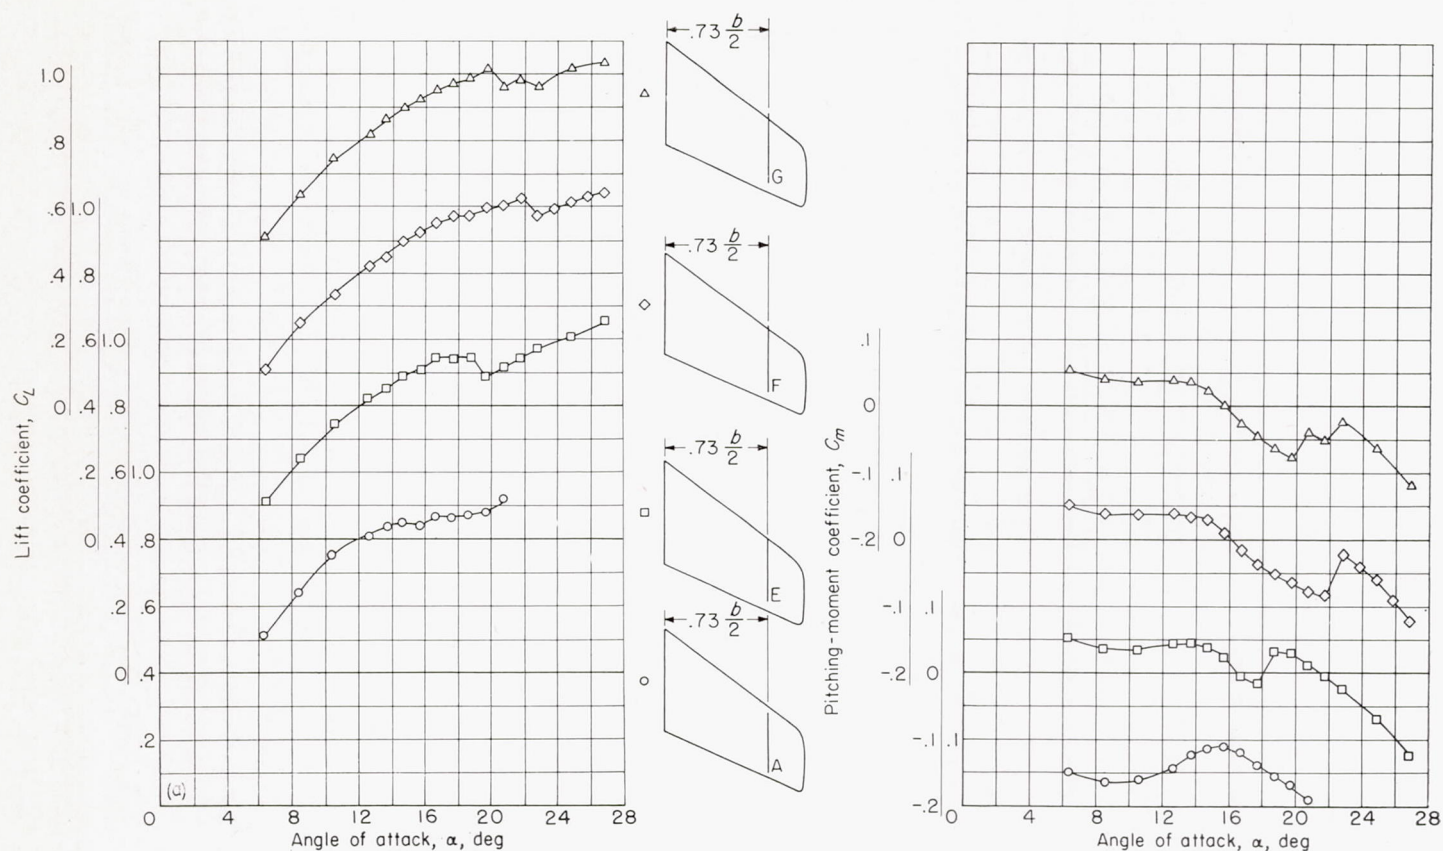 Lift coefficient, C_L
1.0
.8
.6 1.0
.4 .8
.2 .6 1.0
0 .4 .8
.2 .6 1.0
0 .4 .8
.2 .6
0 .4
.2
0 4 8 12 16 20 24 28
(a)
Angle of attack, α, deg
.73 b/2
G
.73 b/2
F
.73 b/2
E
.73 b/2
A
Pitching-moment coefficient, C_m
.1
0
-.1 .1
-.2 0
-.1 .1
-.2 0
-.1 .1
-.2 0
4 8 12 16 20 24 28
Angle of attack, α, deg